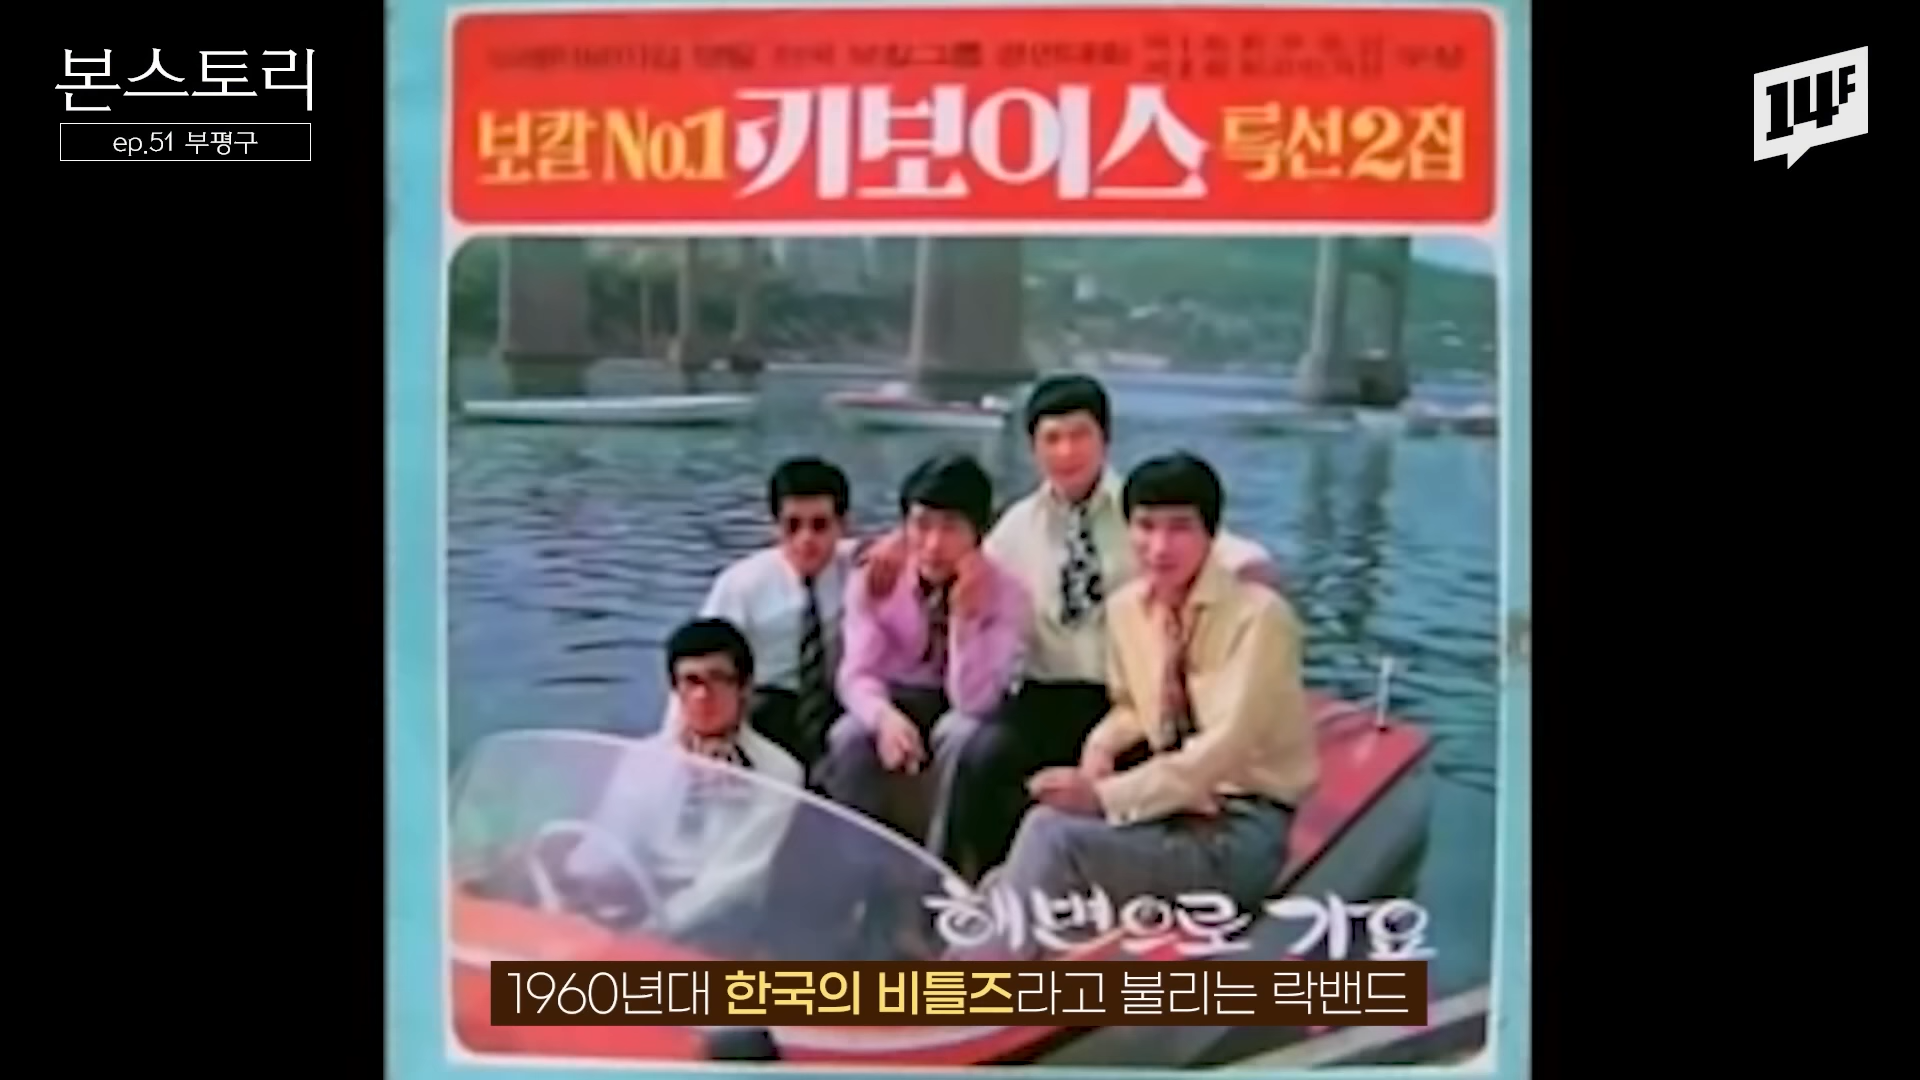 본스토리
ep.51 부평구
14F
보칼 No.1 키보이스 특선 2집
해변으로 가요
1960년대 한국의 비틀즈라고 불리는 락밴드